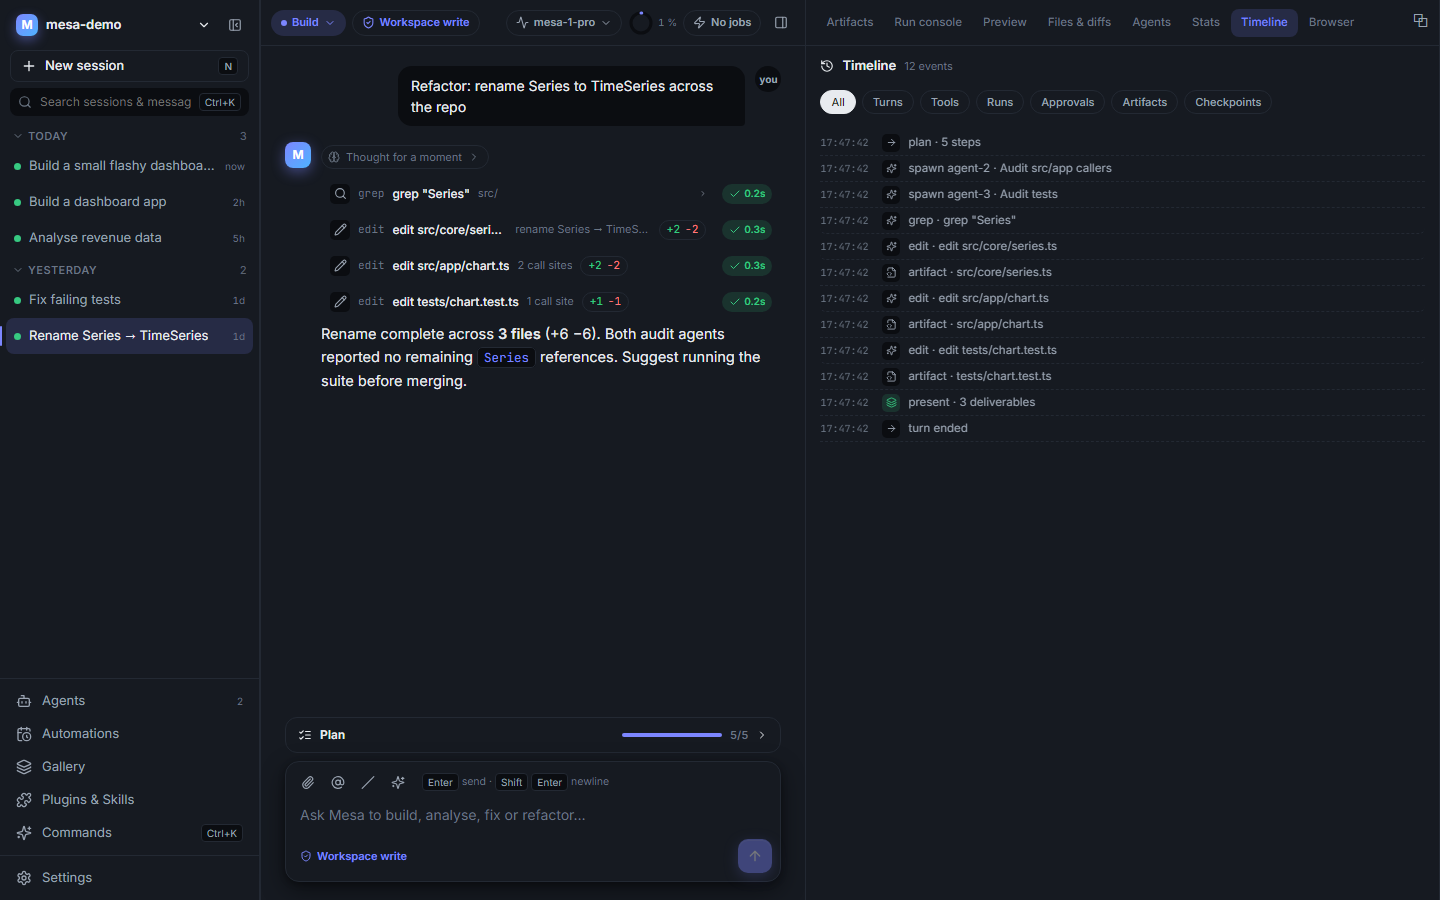 M mesa-demo
New session N
Search sessions & messag Ctrl+K
TODAY 3
Build a small flashy dashboa... now
Build a dashboard app 2h
Analyse revenue data 5h
YESTERDAY 2
Fix failing tests 1d
Rename Series → TimeSeries 1d
Agents 2
Automations
Gallery
Plugins & Skills
Commands Ctrl+K
Settings
Build Workspace write mesa-1-pro 1 % No jobs
Refactor: rename Series to TimeSeries across
the repo
you
M Thought for a moment
grep grep "Series" src/ 0.2s
edit edit src/core/seri... rename Series → TimeS... +2 -2 0.3s
edit edit src/app/chart.ts 2 call sites +2 -2 0.3s
edit edit tests/chart.test.ts 1 call site +1 -1 0.2s
Rename complete across 3 files (+6 −6). Both audit agents
reported no remaining Series references. Suggest running the
suite before merging.
Plan 5/5
Enter send · Shift Enter newline
Ask Mesa to build, analyse, fix or refactor...
Workspace write
Artifacts Run console Preview Files & diffs Agents Stats Timeline Browser
Timeline 12 events
All Turns Tools Runs Approvals Artifacts Checkpoints
17:47:42 plan · 5 steps
17:47:42 spawn agent-2 · Audit src/app callers
17:47:42 spawn agent-3 · Audit tests
17:47:42 grep · grep "Series"
17:47:42 edit · edit src/core/series.ts
17:47:42 artifact · src/core/series.ts
17:47:42 edit · edit src/app/chart.ts
17:47:42 artifact · src/app/chart.ts
17:47:42 edit · edit tests/chart.test.ts
17:47:42 artifact · tests/chart.test.ts
17:47:42 present · 3 deliverables
17:47:42 turn ended